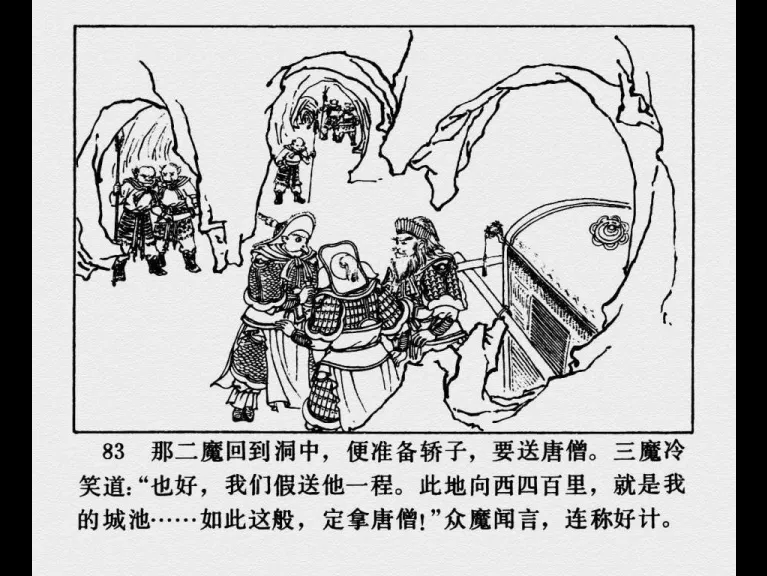 83 那二魔回到洞中，便准备轿子，要送唐僧。三魔冷
笑道：“也好，我们假送他一程。此地向西四百里，就是我
的城池……如此这般，定拿唐僧！”众魔闻言，连称好计。